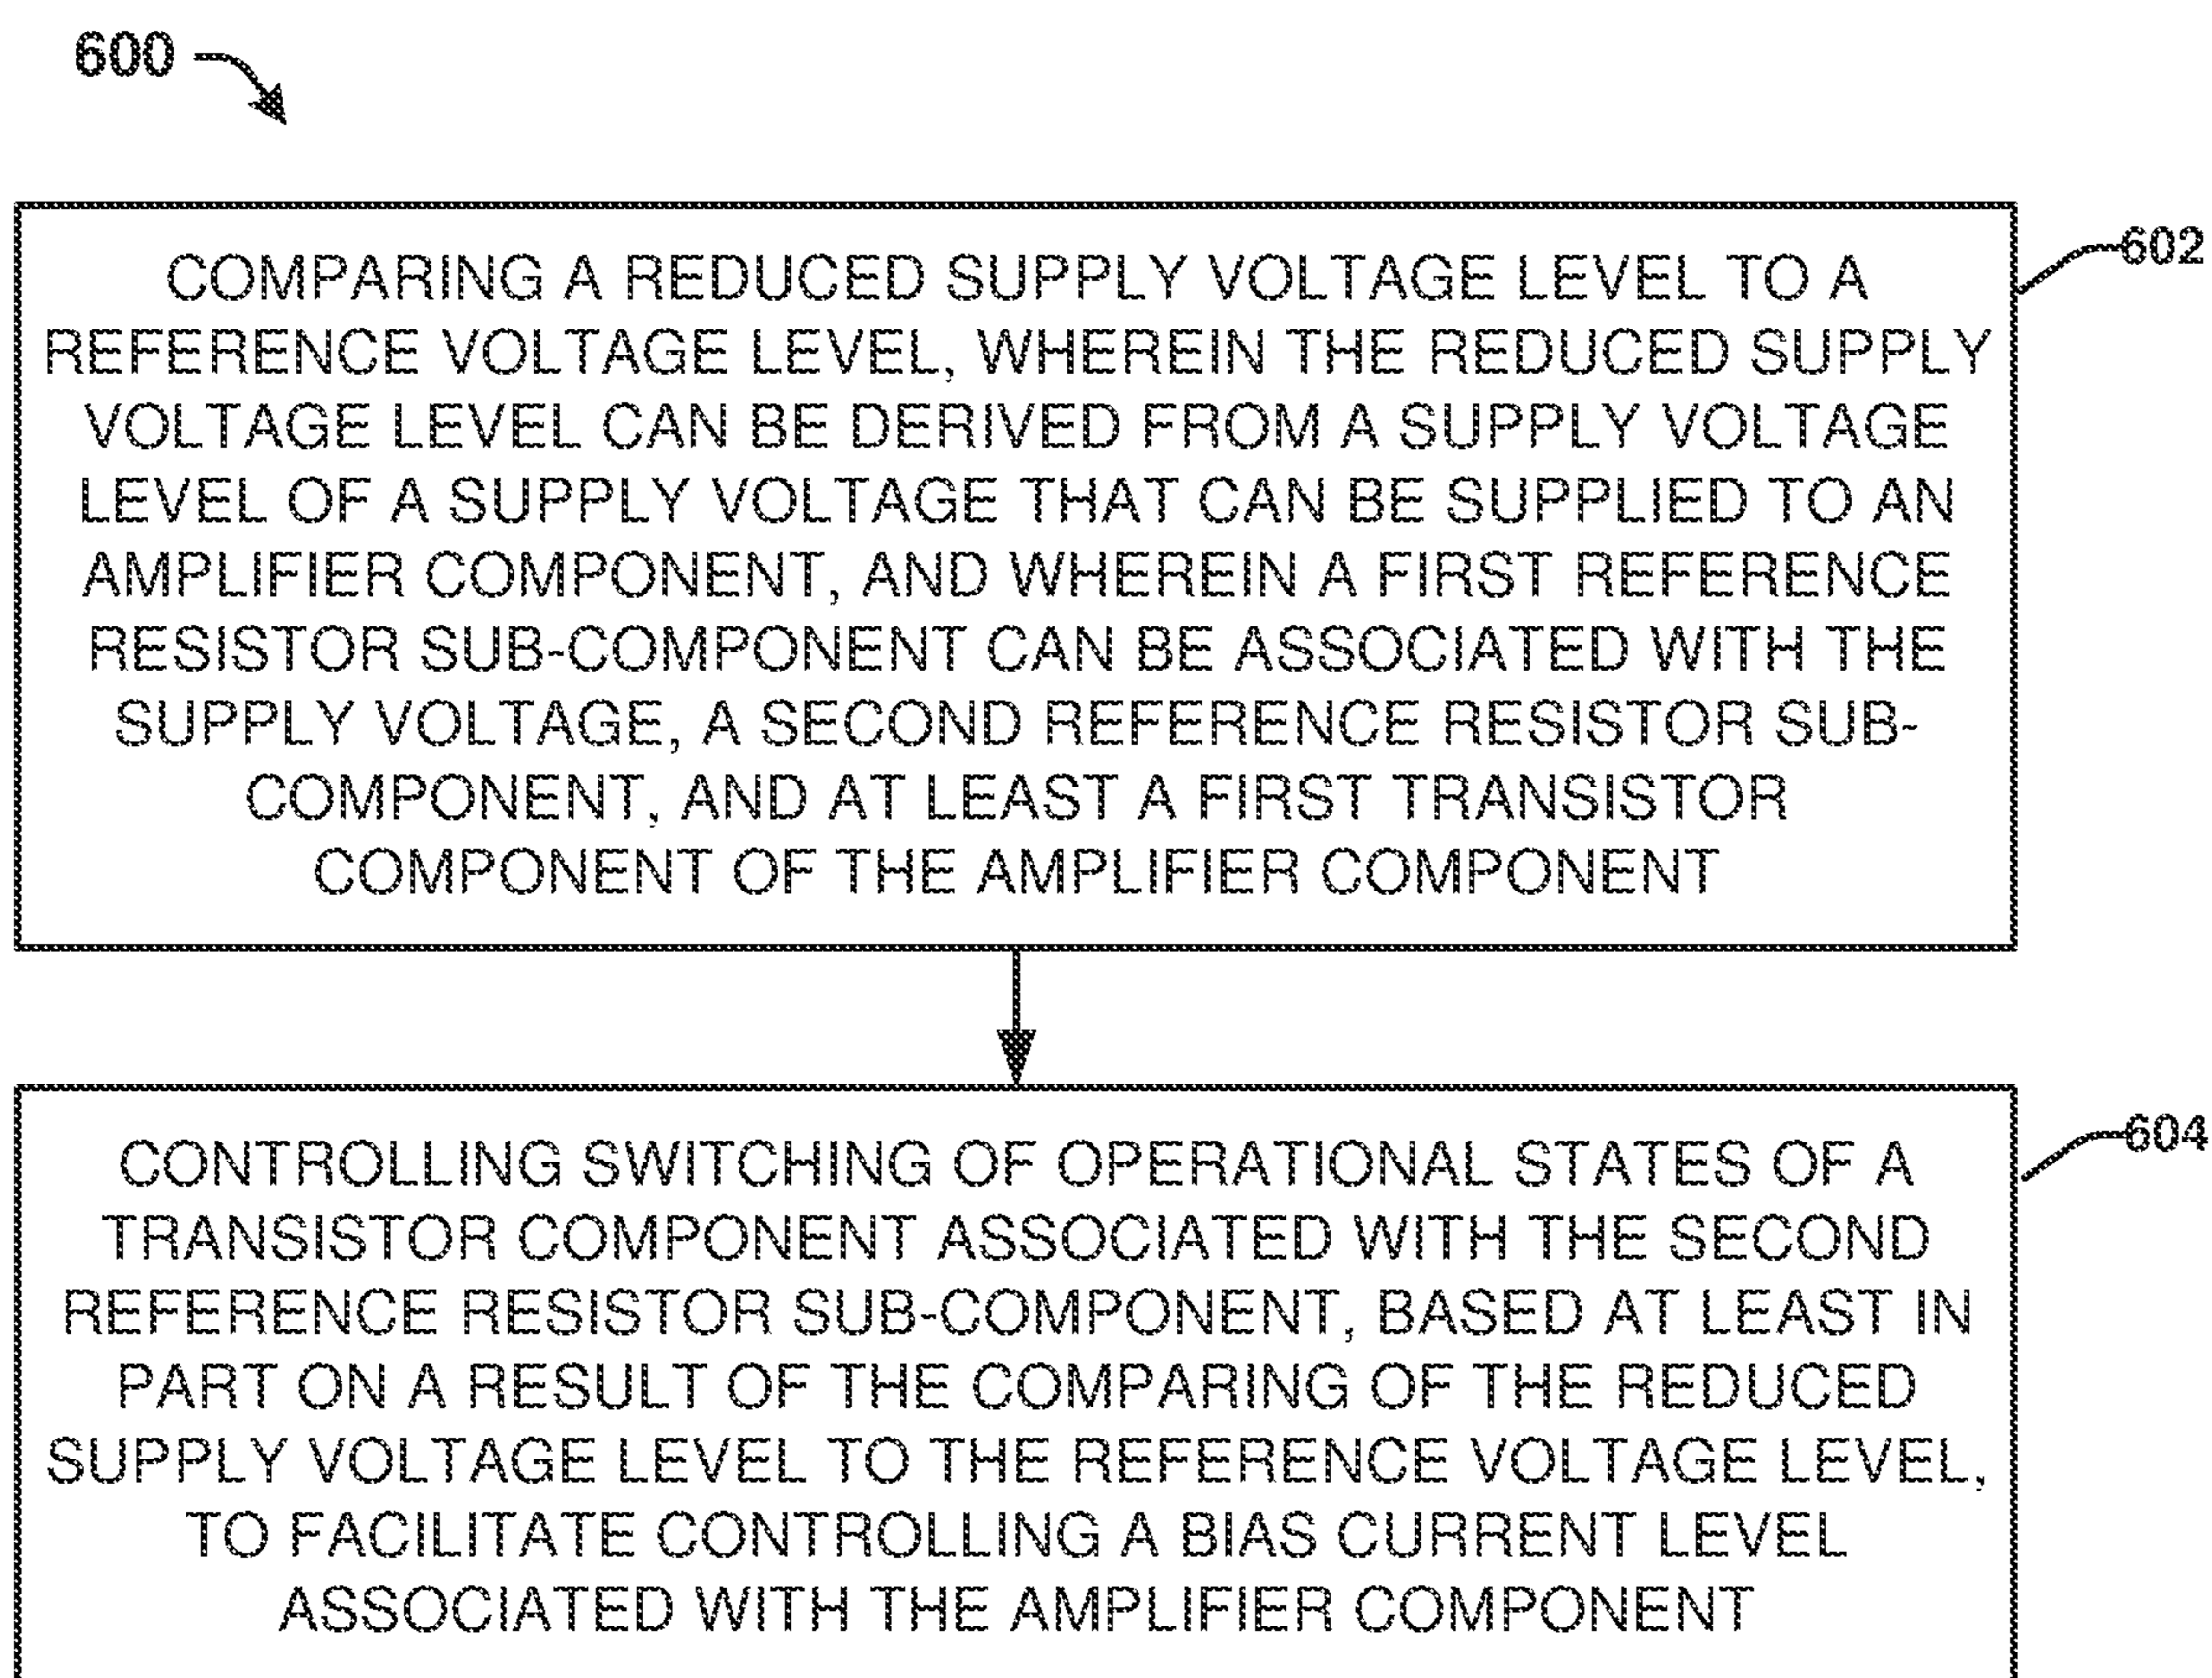 600
602
COMPARING A REDUCED SUPPLY VOLTAGE LEVEL TO A
REFERENCE VOLTAGE LEVEL, WHEREIN THE REDUCED SUPPLY
VOLTAGE LEVEL CAN BE DERIVED FROM A SUPPLY VOLTAGE
LEVEL OF A SUPPLY VOLTAGE THAT CAN BE SUPPLIED TO AN
AMPLIFIER COMPONENT, AND WHEREIN A FIRST REFERENCE
RESISTOR SUB-COMPONENT CAN BE ASSOCIATED WITH THE
SUPPLY VOLTAGE, A SECOND REFERENCE RESISTOR SUB-
COMPONENT, AND AT LEAST A FIRST TRANSISTOR
COMPONENT OF THE AMPLIFIER COMPONENT
604
CONTROLLING SWITCHING OF OPERATIONAL STATES OF A
TRANSISTOR COMPONENT ASSOCIATED WITH THE SECOND
REFERENCE RESISTOR SUB-COMPONENT, BASED AT LEAST IN
PART ON A RESULT OF THE COMPARING OF THE REDUCED
SUPPLY VOLTAGE LEVEL TO THE REFERENCE VOLTAGE LEVEL,
TO FACILITATE CONTROLLING A BIAS CURRENT LEVEL
ASSOCIATED WITH THE AMPLIFIER COMPONENT